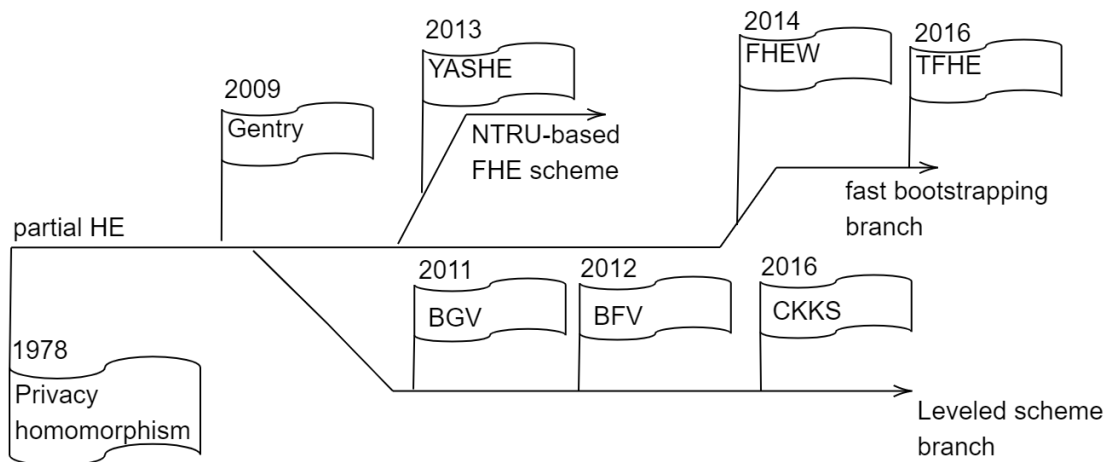 2013
YASHE
2014
FHEW
2016
TFHE
2009
Gentry
NTRU-based
FHE scheme
fast bootstrapping
branch
partial HE
2011
BGV
2012
BFV
2016
CKKS
1978
Privacy
homomorphism
Leveled scheme
branch